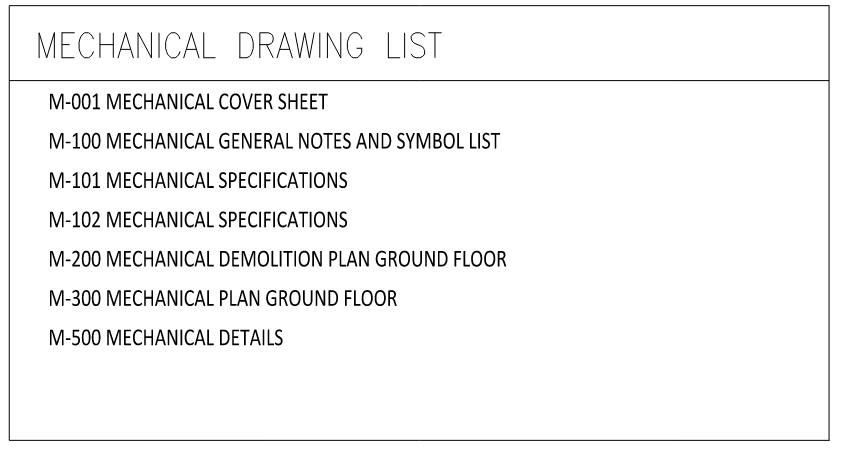 MECHANICAL DRAWING LIST
M-001 MECHANICAL COVER SHEET
M-100 MECHANICAL GENERAL NOTES AND SYMBOL LIST
M-101 MECHANICAL SPECIFICATIONS
M-102 MECHANICAL SPECIFICATIONS
M-200 MECHANICAL DEMOLITION PLAN GROUND FLOOR
M-300 MECHANICAL PLAN GROUND FLOOR
M-500 MECHANICAL DETAILS